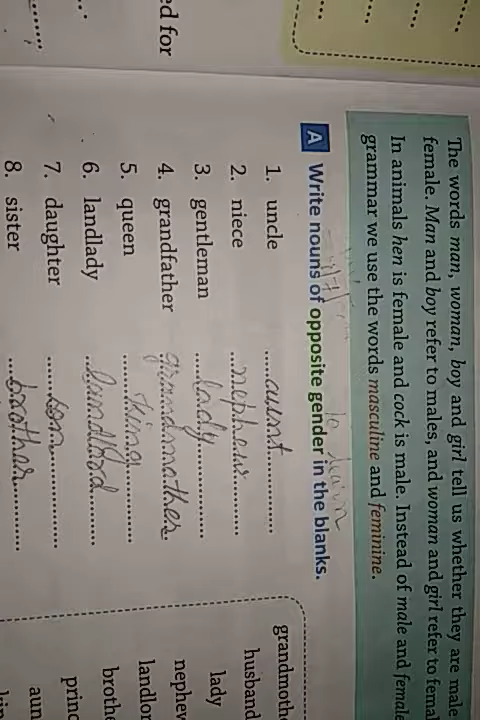 The words man, woman, boy and girl tell us whether they are male
female. Man and boy refer to males, and woman and girl refer to
In animals hen is female and cock is male. Instead of male and
grammar we use the words masculine and feminine.
A Write nouns of opposite gender in the blanks.
to learn
1. uncle ....aunt............
2. niece ...nephew..........
3. gentleman ....lady............
4. grandfather grandmother
5. queen ......King............
6. landlady ..landlord.........
7. daughter ......son...............
8. sister ...brother............
grandmoth
husband
lady
nephew
landlor
broth
princ
aun
ed for